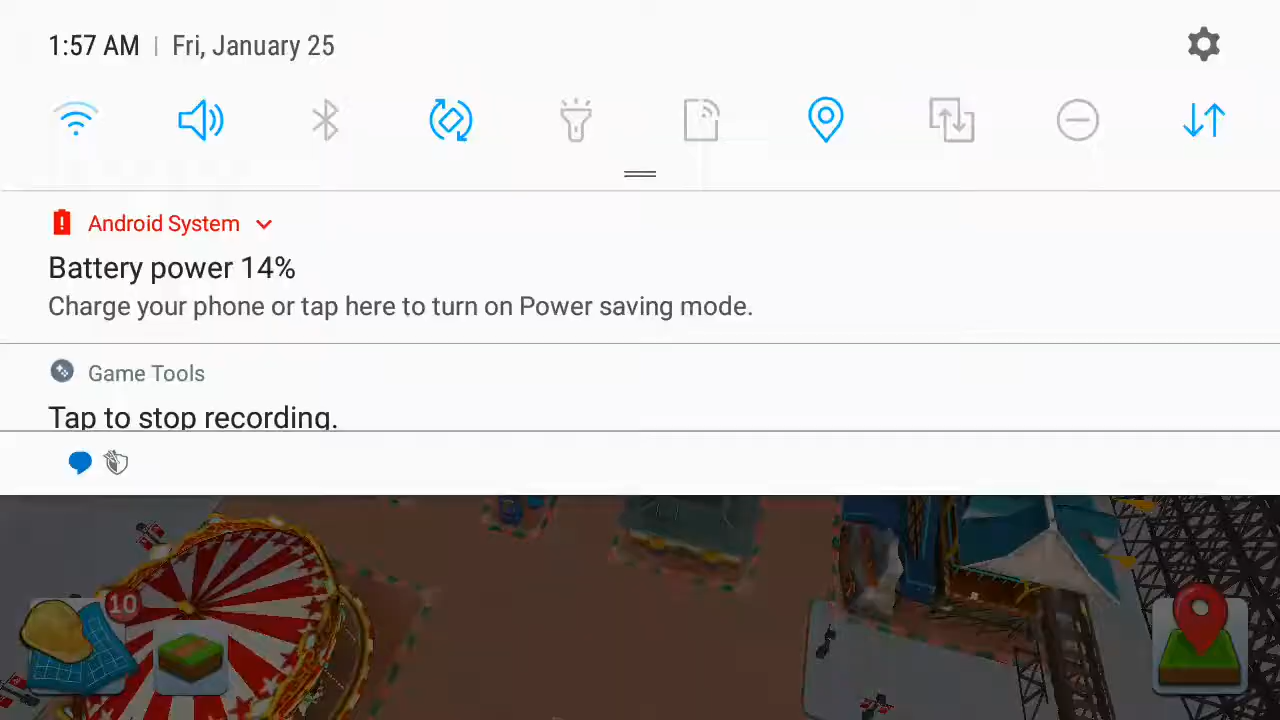 1:57 AM | Fri, January 25
Android System
Battery power 14%
Charge your phone or tap here to turn on Power saving mode.
Game Tools
Tap to stop recording.
10